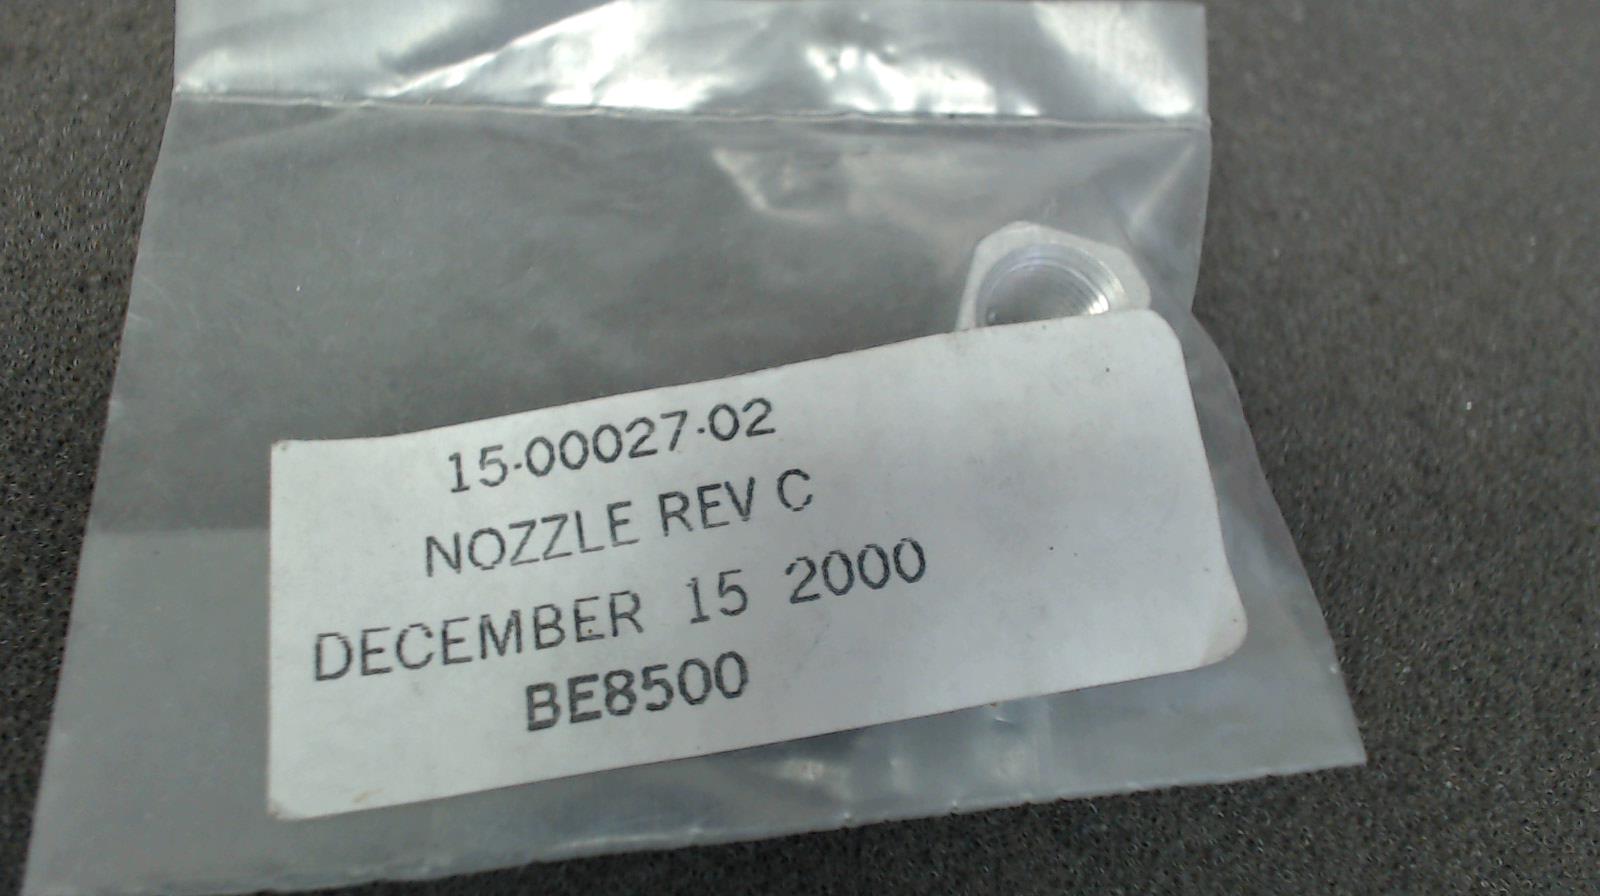 15-00027-02
NOZZLE REV C
DECEMBER 15 2000
BE8500